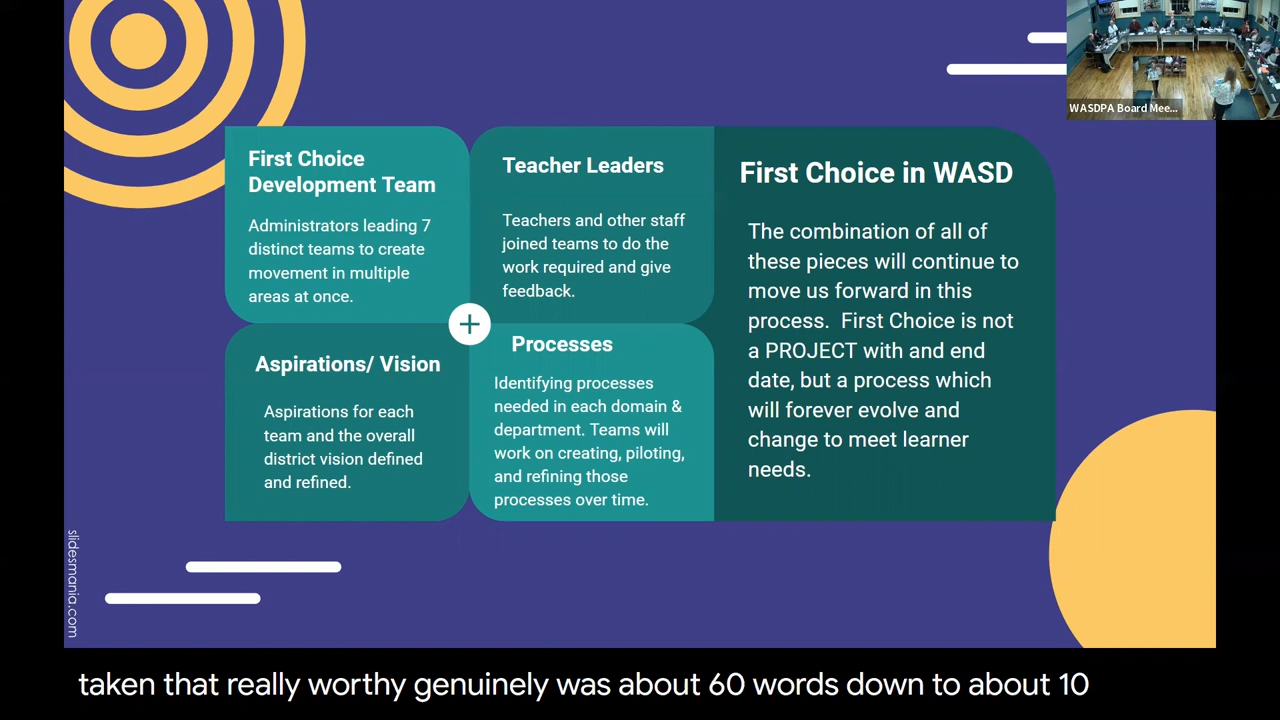 First Choice
Development Team
Administrators leading 7
distinct teams to create
movement in multiple
areas at once.
Teacher Leaders
Teachers and other staff
joined teams to do the
work required and give
feedback.
Aspirations/ Vision
Aspirations for each
team and the overall
district vision defined
and refined.
Processes
Identifying processes
needed in each domain &
department. Teams will
work on creating, piloting,
and refining those
processes over time.
First Choice in WASD
The combination of all of
these pieces will continue to
move us forward in this
process.  First Choice is not
a PROJECT with and end
date, but a process which
will forever evolve and
change to meet learner
needs.
WASDPA Board Mee...
slidesmania.com
taken that really worthy genuinely was about 60 words down to about 10